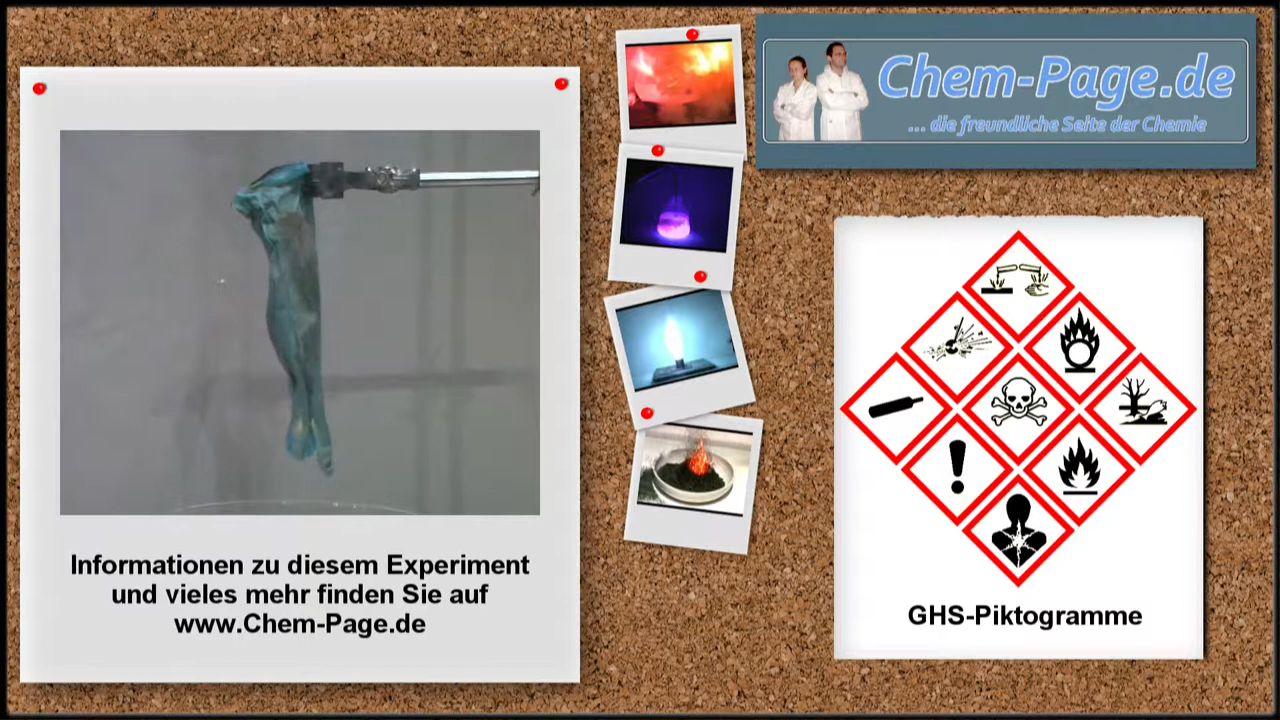 Chem-Page.de
... die freundliche Seite der Chemie
Informationen zu diesem Experiment
und vieles mehr finden Sie auf
www.Chem-Page.de
GHS-Piktogramme